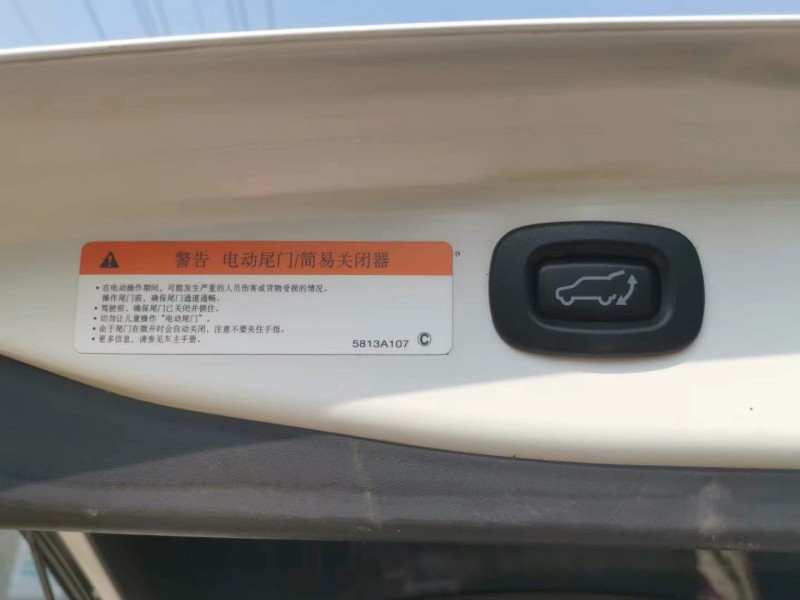 警告 电动尾门/简易关闭器
• 在电动操作期间，可能发生严重的人员伤害或货物受损的情况。
操作尾门前，确保尾门通道通畅。
• 驾驶前，确保尾门已关闭并锁住。
• 切勿让儿童操作“电动尾门”。
• 由于尾门在微开时会自动关闭，注意不要夹住手指。
• 更多信息，请参见车主手册。
5813A107 Ⓒ